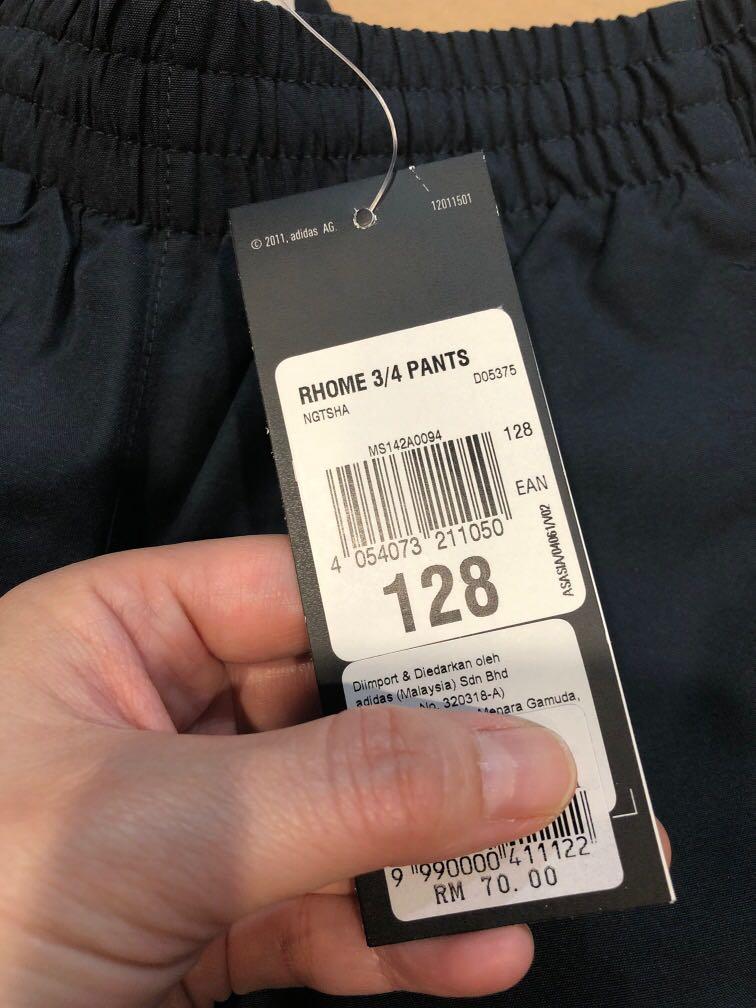 © 2011, adidas AG.
12011501
RHOME 3/4 PANTS
D05375
NGTSHA
MS142A0094
128
EAN
4 054073 211050
128
ASASIA/04061/V02
Diimport & Diedarkan oleh
adidas (Malaysia) Sdn Bhd
No. 320318-A)
Menara Gamuda,
9 990000 411122
RM 70.00